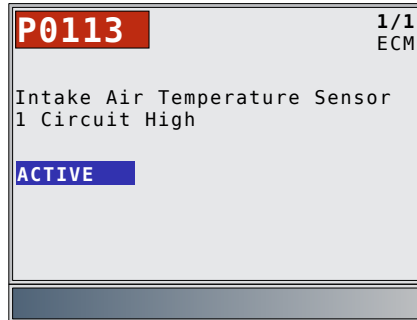 P0113
1/1
ECM
Intake Air Temperature Sensor
1 Circuit High
ACTIVE